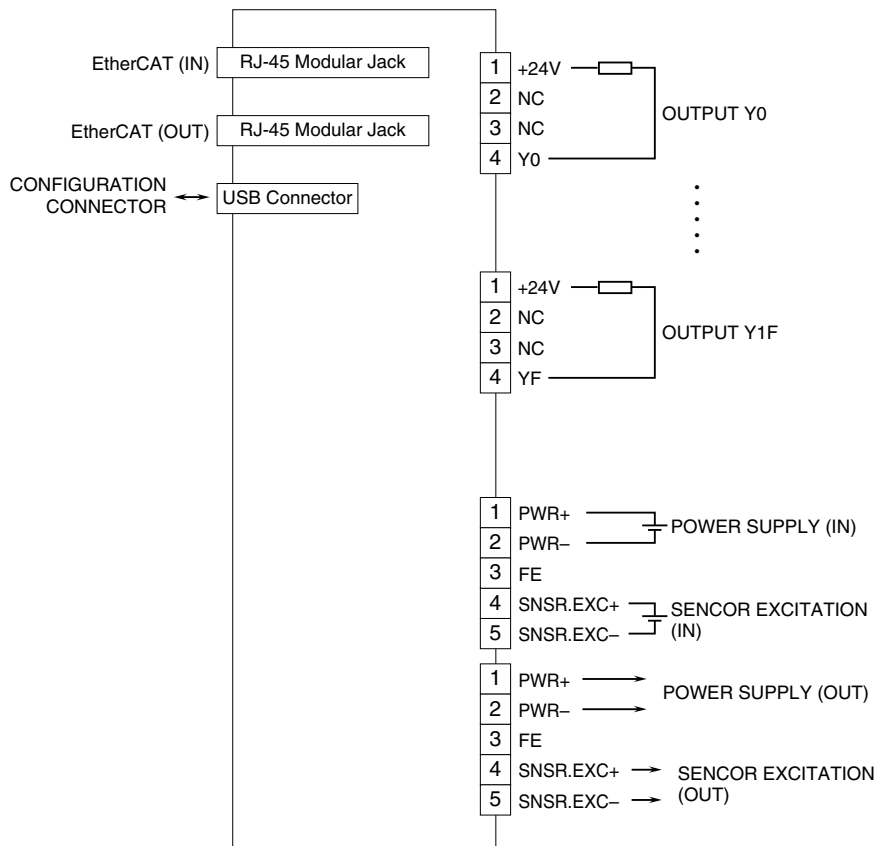 EtherCAT (IN) RJ-45 Modular Jack
EtherCAT (OUT) RJ-45 Modular Jack
CONFIGURATION
CONNECTOR
USB Connector
1 +24V
2 NC
3 NC
4 Y0
OUTPUT Y0
1 +24V
2 NC
3 NC
4 YF
OUTPUT Y1F
1 PWR+
2 PWR–
3 FE
4 SNSR.EXC+
5 SNSR.EXC–
POWER SUPPLY (IN)
SENCOR EXCITATION
(IN)
1 PWR+
2 PWR–
3 FE
4 SNSR.EXC+
5 SNSR.EXC–
POWER SUPPLY (OUT)
SENCOR EXCITATION
(OUT)